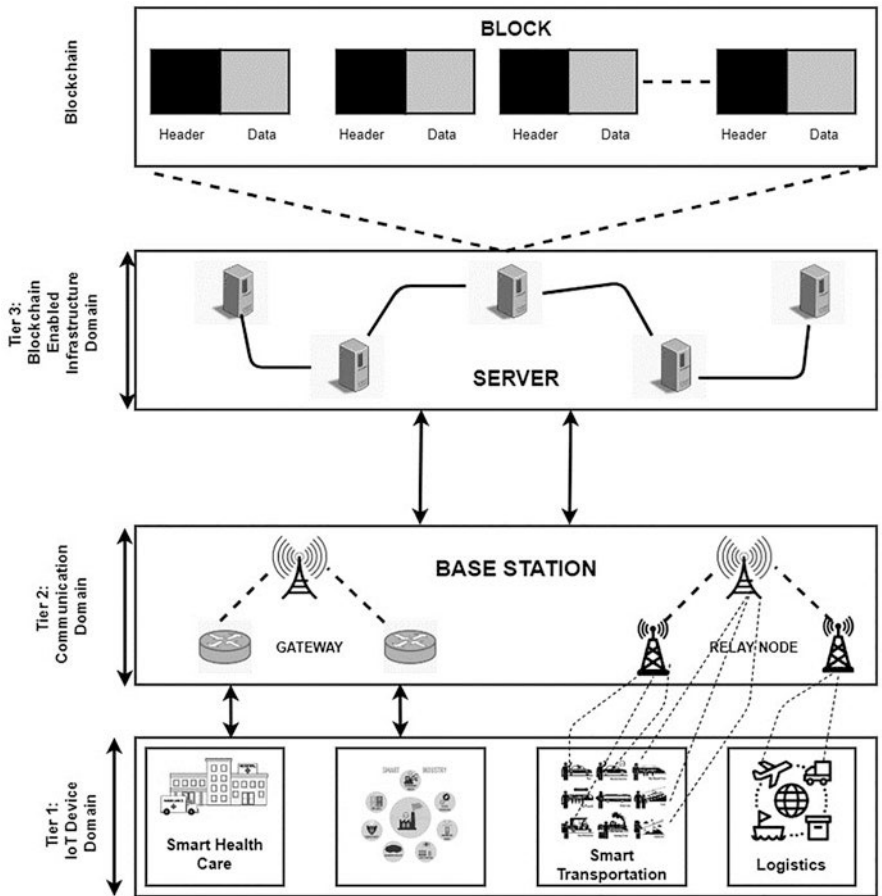 BLOCK
Blockchain
Header Data Header Data Header Data Header Data
Tier 3:
Blockchain
Enabled
Infrastructure
Domain
SERVER
Tier 2:
Communication
Domain
BASE STATION
GATEWAY
RELAY NODE
Tier 1:
IoT Device
Domain
Smart Health
Care
SMART INDUSTRY
Smart
Transportation
Logistics